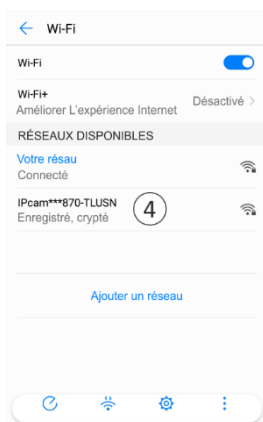 Wi-Fi
Wi-Fi
Wi-Fi+
Améliorer L'expérience Internet
Désactivé >
RÉSEAUX DISPONIBLES
Votre résau
Connecté
IPcam***870-TLUSN
Enregistré, crypté
4
Ajouter un réseau